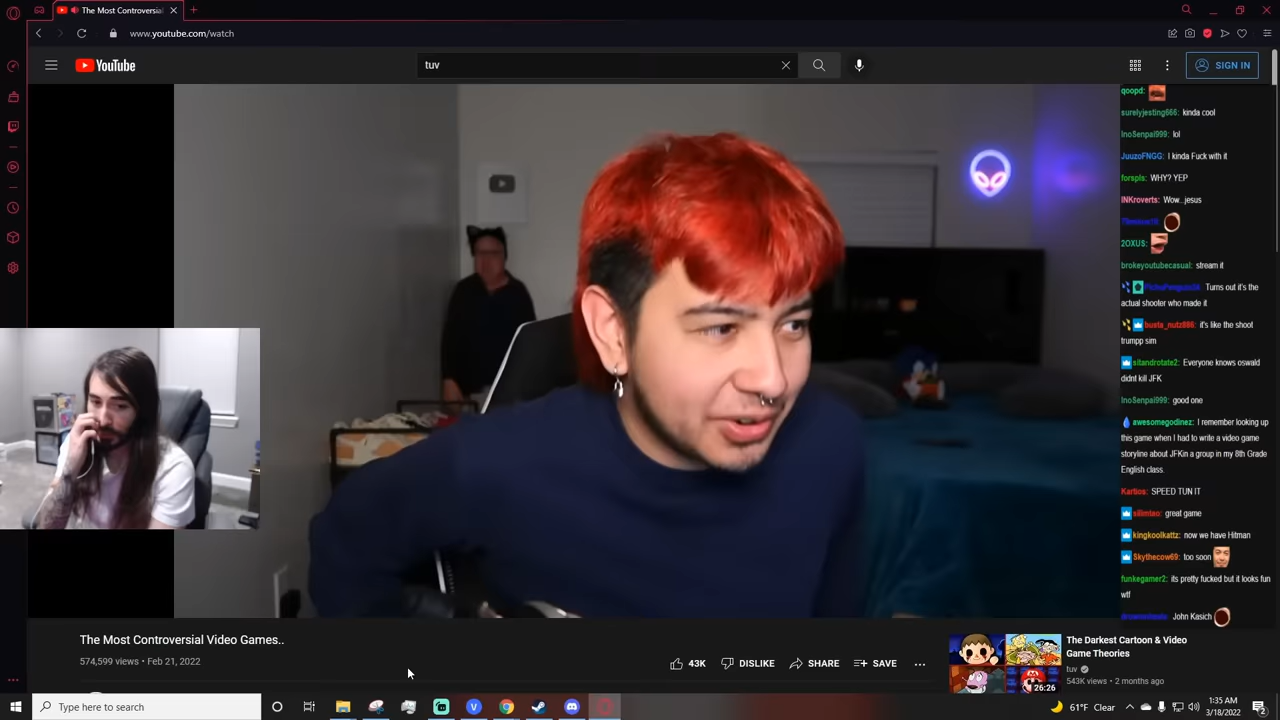 The Most Controversial
www.youtube.com/watch
YouTube
tuv
SIGN IN
qoopd:
surelyjesting666: kinda cool
InoSenpai999: lol
JuuzoFNGG: I kinda Fuck with it
forspls: WHY? YEP
INKroverts: Wow...jesus
2OXUS:
brokeyoutubecasual: stream it
Turns out it's the
actual shooter who made it
busta_nutz886: it's like the shoot
trumpp sim
sitandrotate2: Everyone knows oswald
didnt kill JFK
InoSenpai999: good one
awesomegodinez: I remember looking up
this game when I had to write a video game
storyline about JFKin a group in my 8th Grade
English class.
Kartios: SPEED TUN IT
silimtao: great game
kingkoolkattz: now we have Hitman
Skythecow69: too soon
funkegamer2: its pretty fucked but it looks fun
wtf
John Kasich
The Most Controversial Video Games..
574,599 views • Feb 21, 2022
43K
DISLIKE
SHARE
SAVE
The Darkest Cartoon & Video
Game Theories
tuv
543K views • 2 months ago
26:26
Type here to search
61°F Clear
1:35 AM
3/18/2022
2